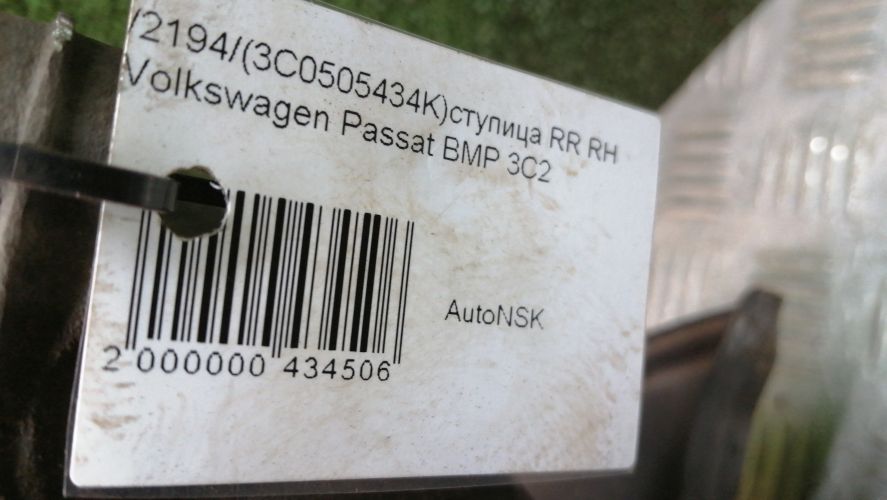 /2194/(3C0505434K)ступица RR RH
Volkswagen Passat BMP 3C2
AutoNSK
2 000000 434506